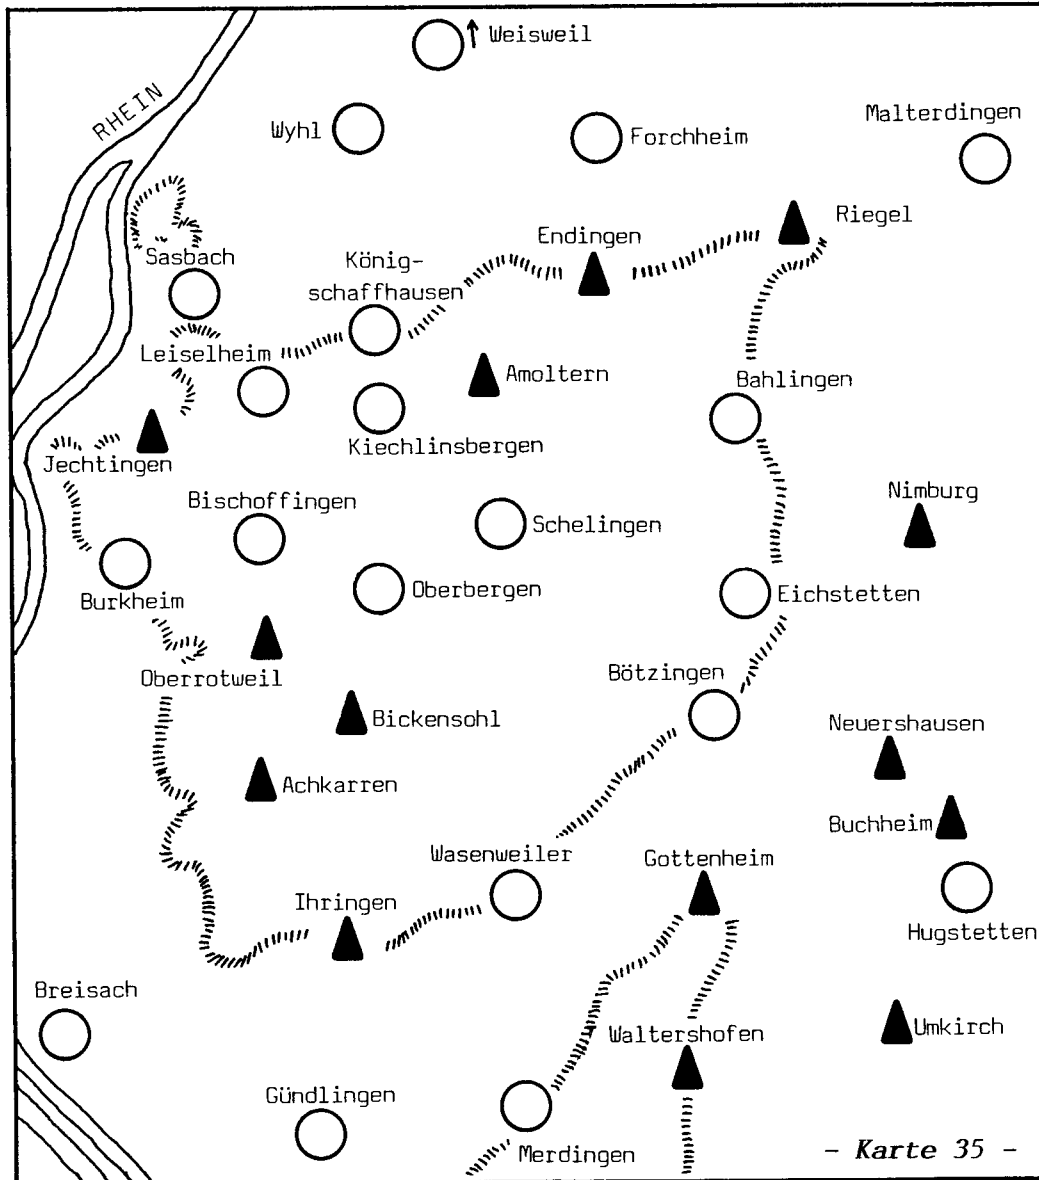 Weisweil
RHEIN
Malterdingen
Wyhl
Forchheim
Riegel
Endingen
Sasbach
König-
schaffhausen
Leiselheim
Amoltern
Bahlingen
Kiechlinsbergen
Jechtingen
Nimburg
Bischoffingen
Schelingen
Oberbergen
Eichstetten
Burkheim
Bötzingen
Oberrotweil
Bickensohl
Neuershausen
Achkarren
Buchheim
Wasenweiler
Gottenheim
Ihringen
Hugstetten
Breisach
Waltershofen
Umkirch
Gündlingen
Merdingen
- Karte 35 -